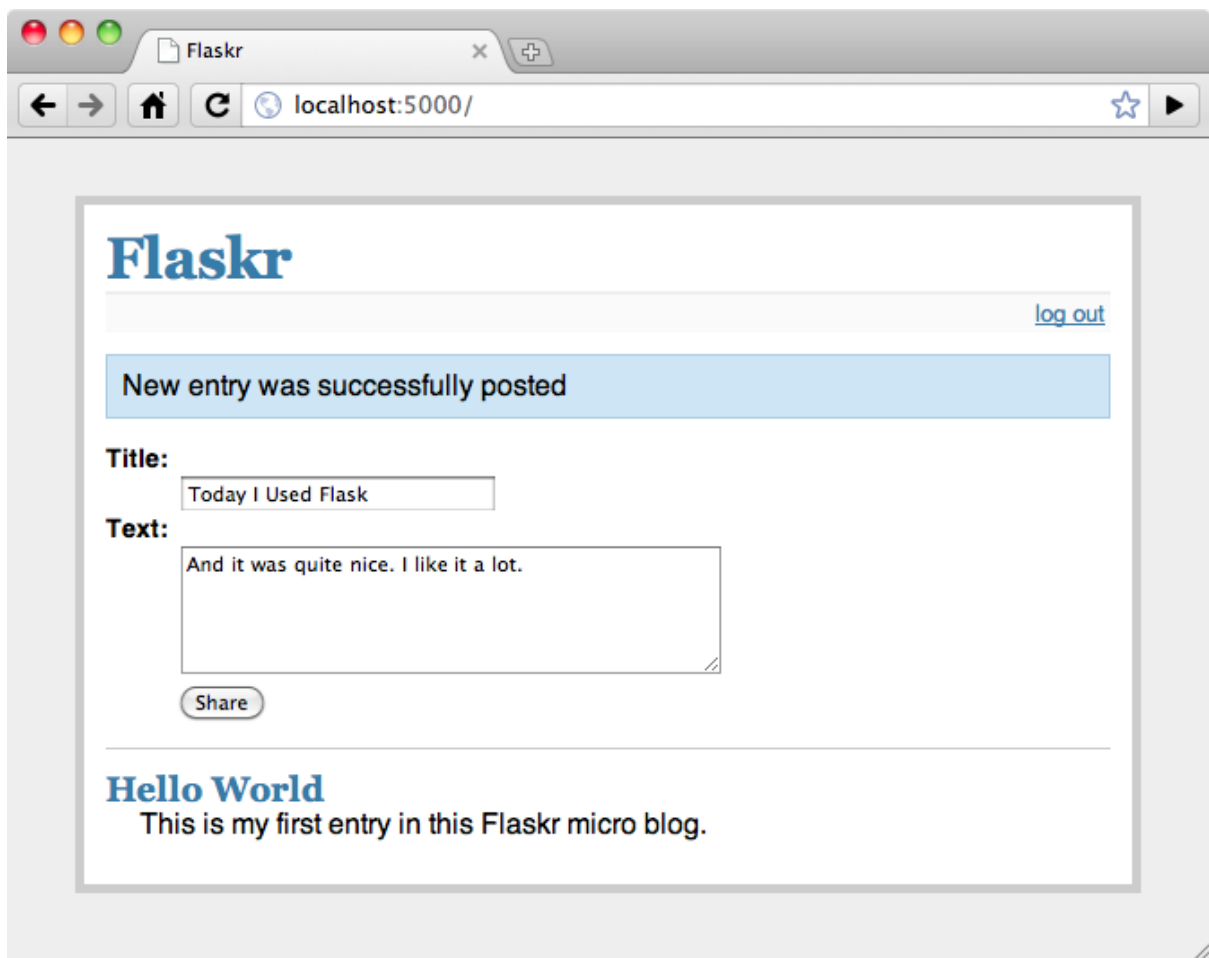 Flaskr
localhost:5000/
Flaskr
log out
New entry was successfully posted
Title:
Today I Used Flask
Text:
And it was quite nice. I like it a lot.
Share
Hello World
This is my first entry in this Flaskr micro blog.